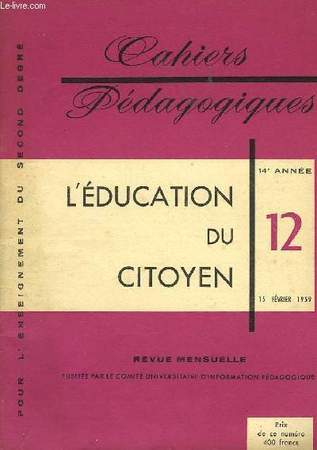 Le-livre.com
Cahiers
Pédagogiques
POUR L'ENSEIGNEMENT DU SECOND DEGRÉ
14e ANNÉE
L'ÉDUCATION
DU
CITOYEN
12
15 FÉVRIER 1959
REVUE MENSUELLE
PUBLIÉE PAR LE COMITÉ UNIVERSITAIRE D'INFORMATION PÉDAGOGIQUE
Prix
de ce numéro
400 francs